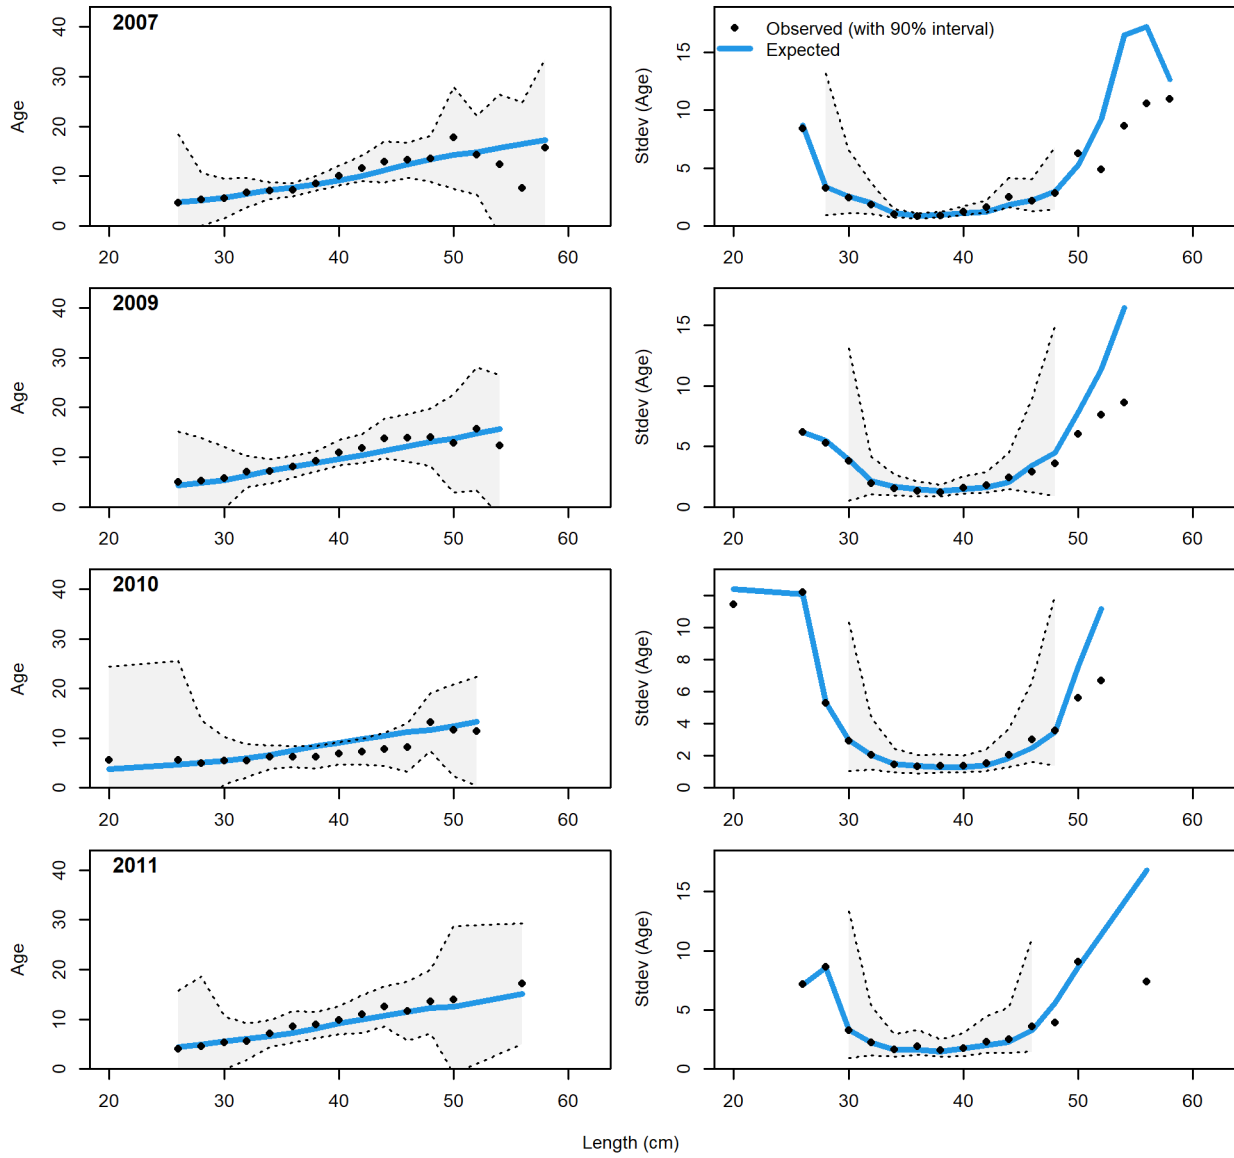 2007
Age
0 10 20 30 40
20 30 40 50 60
Observed (with 90% interval)
Expected
Stdev (Age)
0 5 10 15
20 30 40 50 60
2009
Age
0 10 20 30 40
20 30 40 50 60
Stdev (Age)
0 5 10 15
20 30 40 50 60
2010
Age
0 10 20 30 40
20 30 40 50 60
Stdev (Age)
0 2 4 6 8 10
20 30 40 50 60
2011
Age
0 10 20 30 40
20 30 40 50 60
Stdev (Age)
0 5 10 15
20 30 40 50 60
Length (cm)